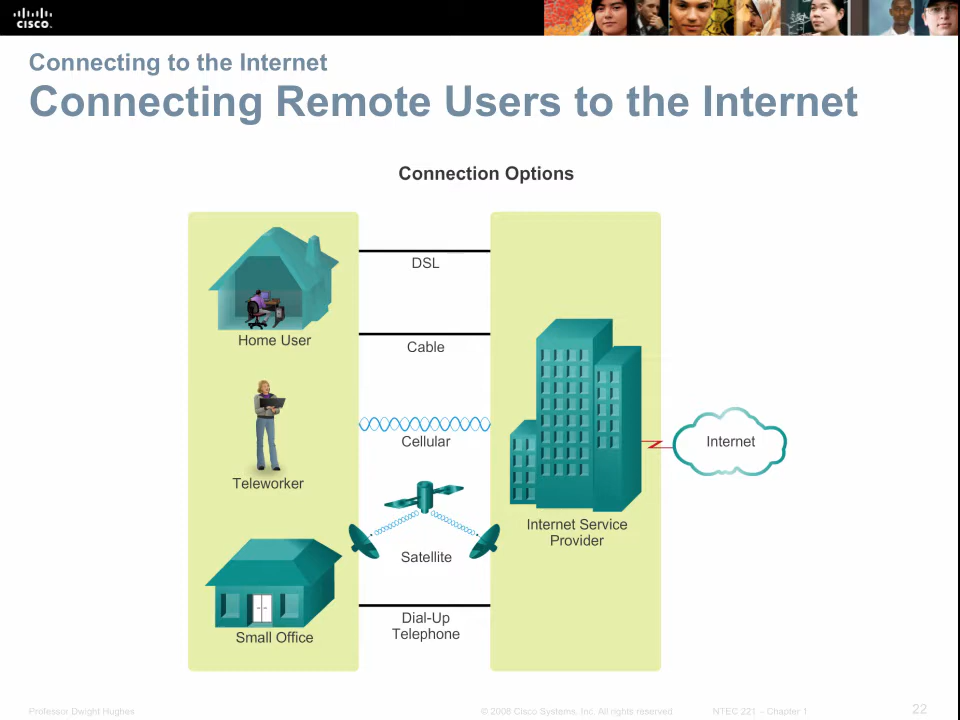 CISCO.
Connecting to the Internet
Connecting Remote Users to the Internet
Connection Options
DSL
Home User
Cable
Cellular
Internet
Teleworker
Internet Service
Provider
Satellite
Small Office
Dial-Up
Telephone
Professor Dwight Hughes
© 2008 Cisco Systems, Inc. All rights reserved
NTEC 221 – Chapter 1
22